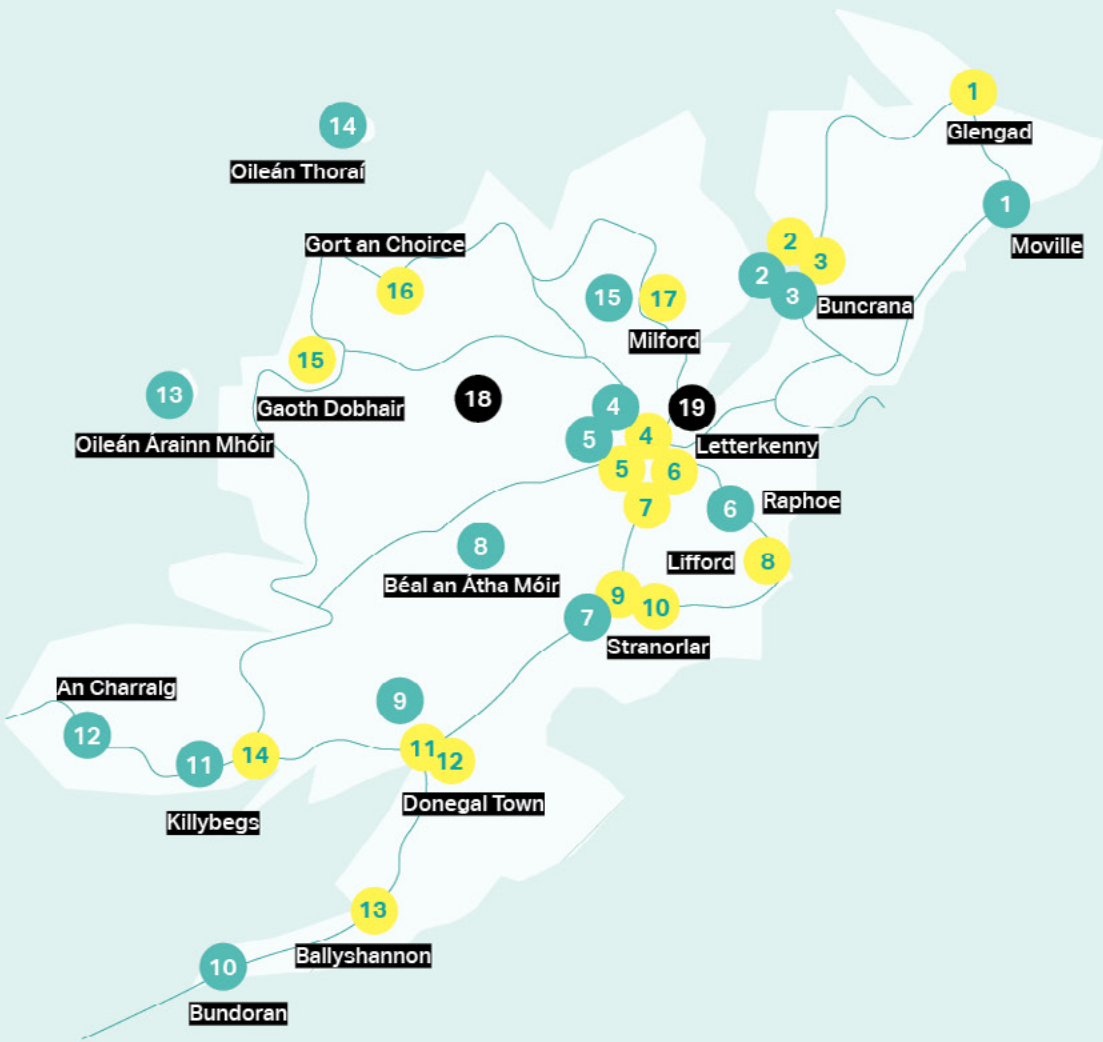 1
Glengad
14
Oileán Thoraí
1
Moville
Gort an Choirce
2
3
2
3
Buncrana
16
15
17
Milford
15
Gaoth Dobhair
13
Oileán Árainn Mhóir
18
19
4
4
5
Letterkenny
5
6
7
6
Raphoe
8
Béal an Átha Móir
Lifford
8
9
10
7
Stranorlar
An Charralg
12
9
11
14
11
12
Donegal Town
Killybegs
13
Ballyshannon
10
Bundoran